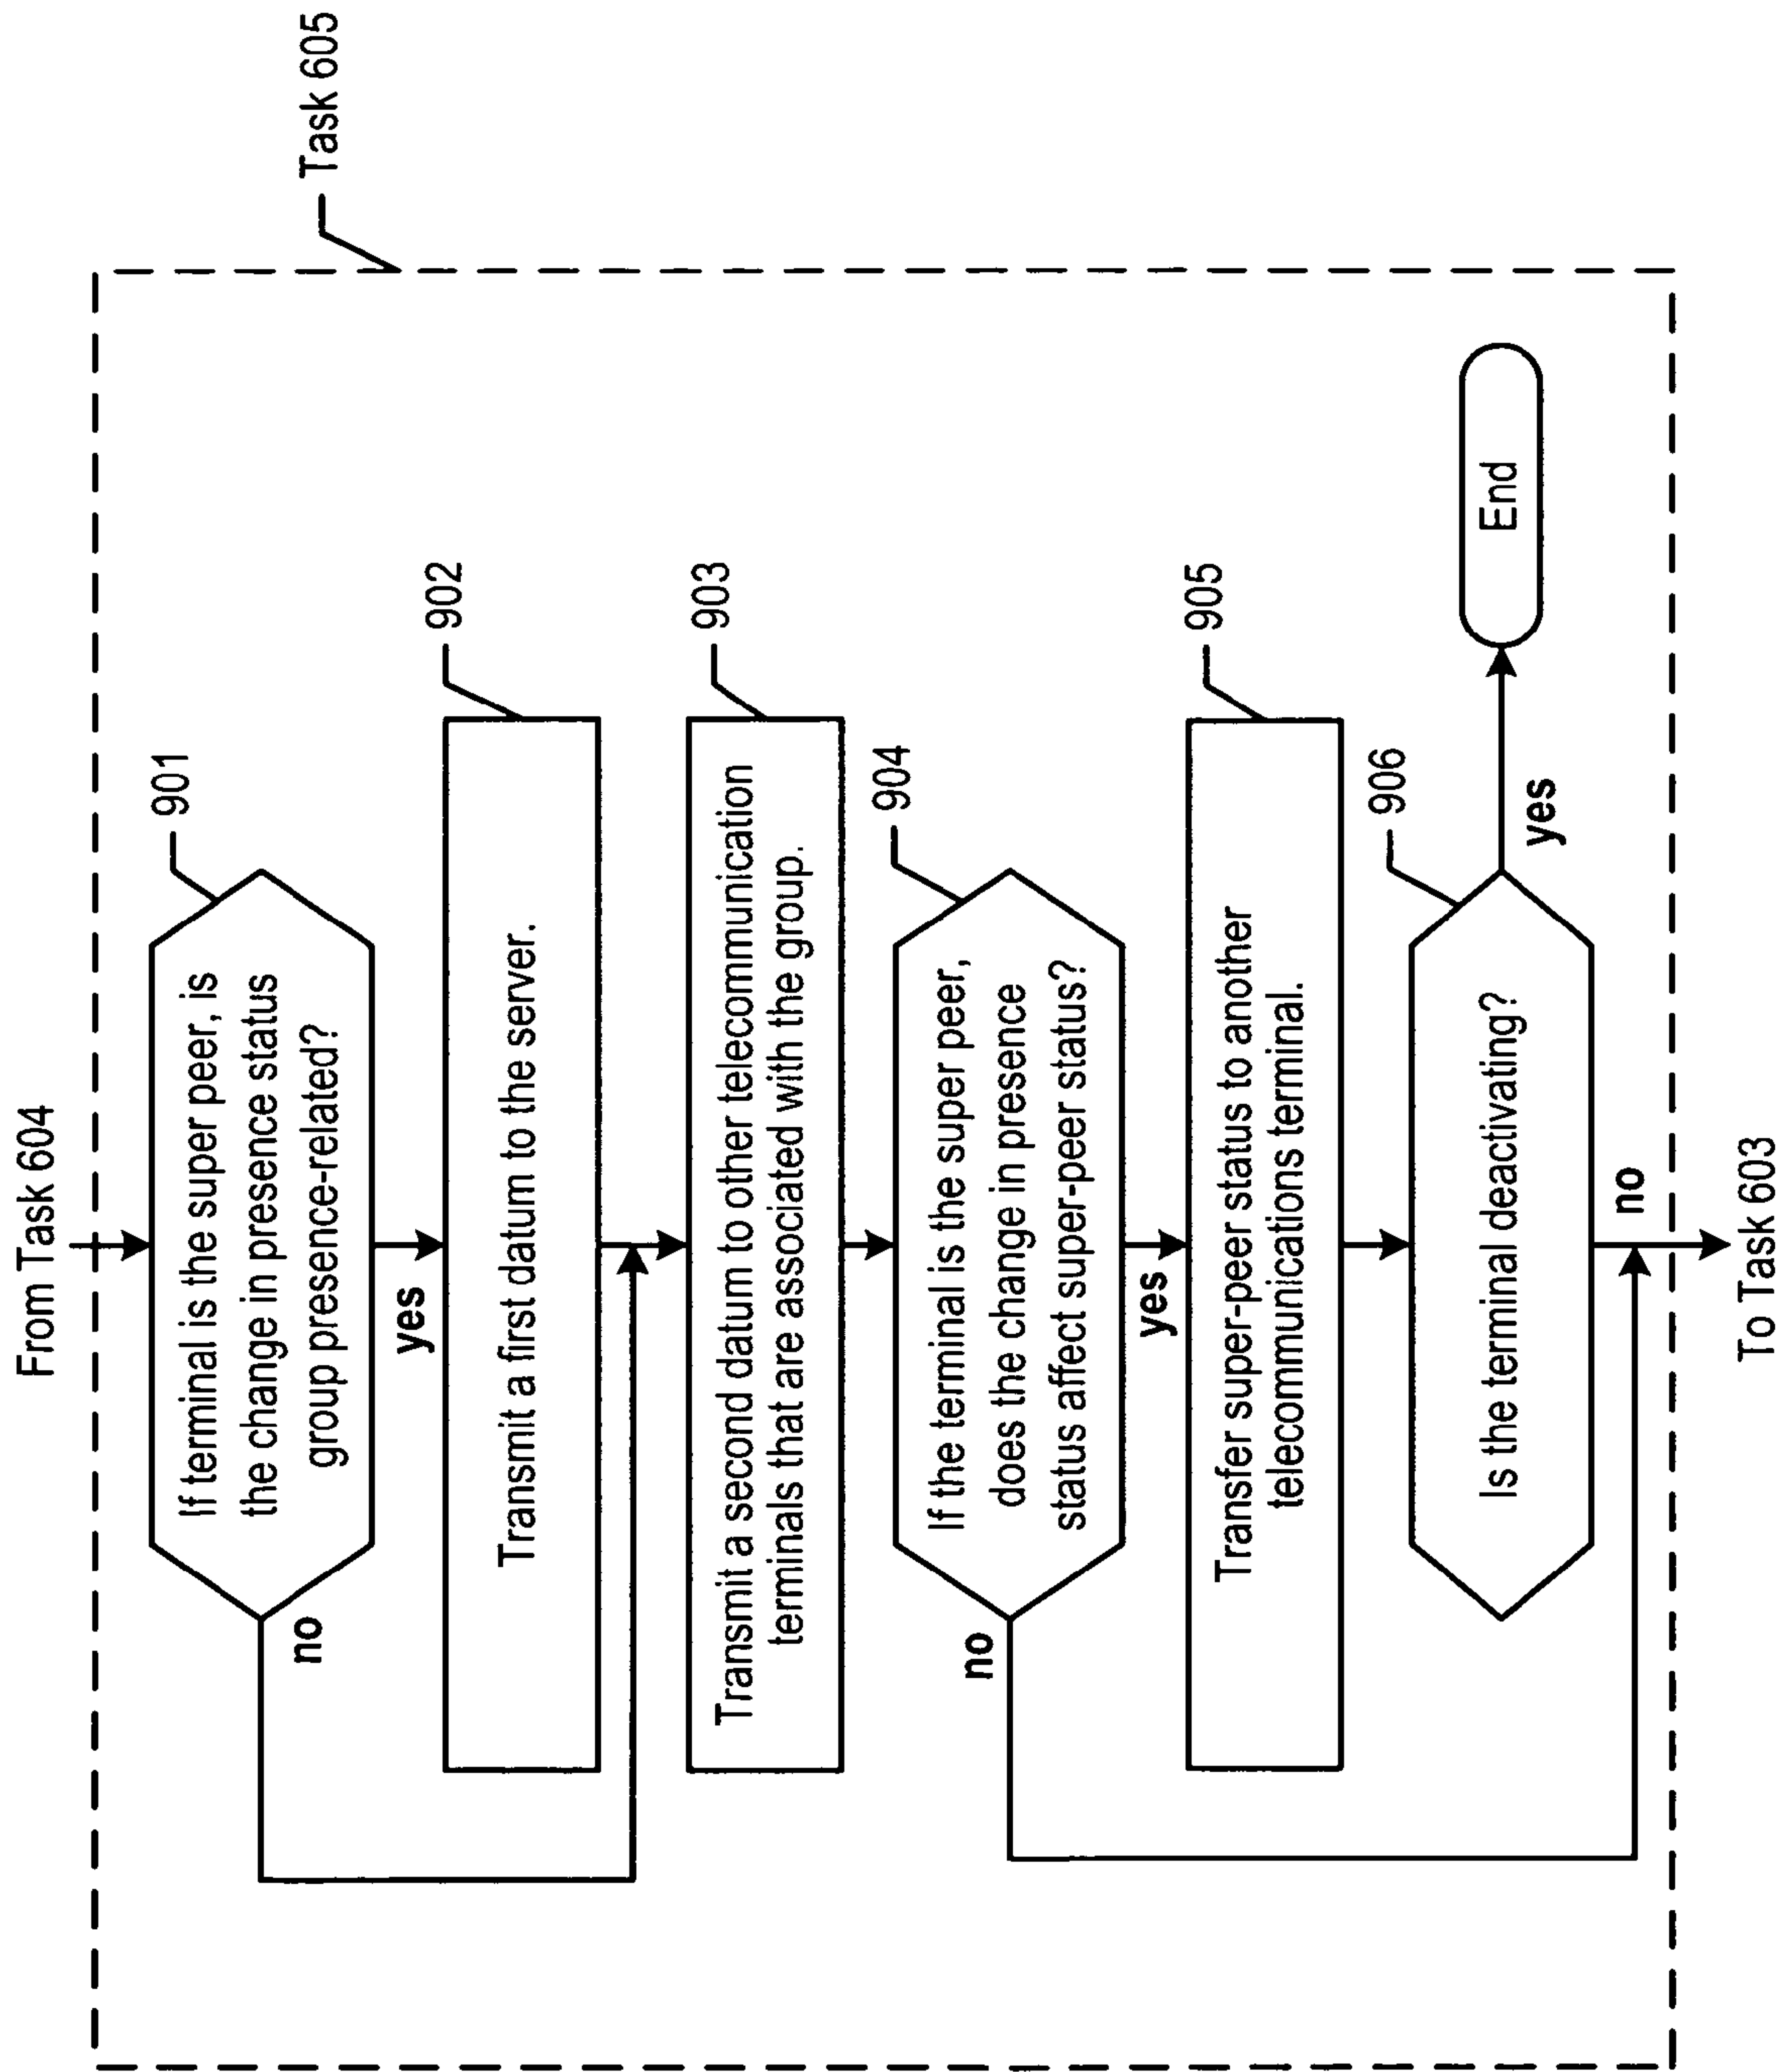 From Task 604
Task 605
901
If terminal is the super peer, is
the change in presence status
group presence-related?
no
yes
902
Transmit a first datum to the server.
903
Transmit a second datum to other telecommunication
terminals that are associated with the group.
904
If the terminal is the super peer,
does the change in presence
status affect super-peer status?
no
yes
905
Transfer super-peer status to another
telecommunications terminal.
906
Is the terminal deactivating?
yes
End
no
To Task 603